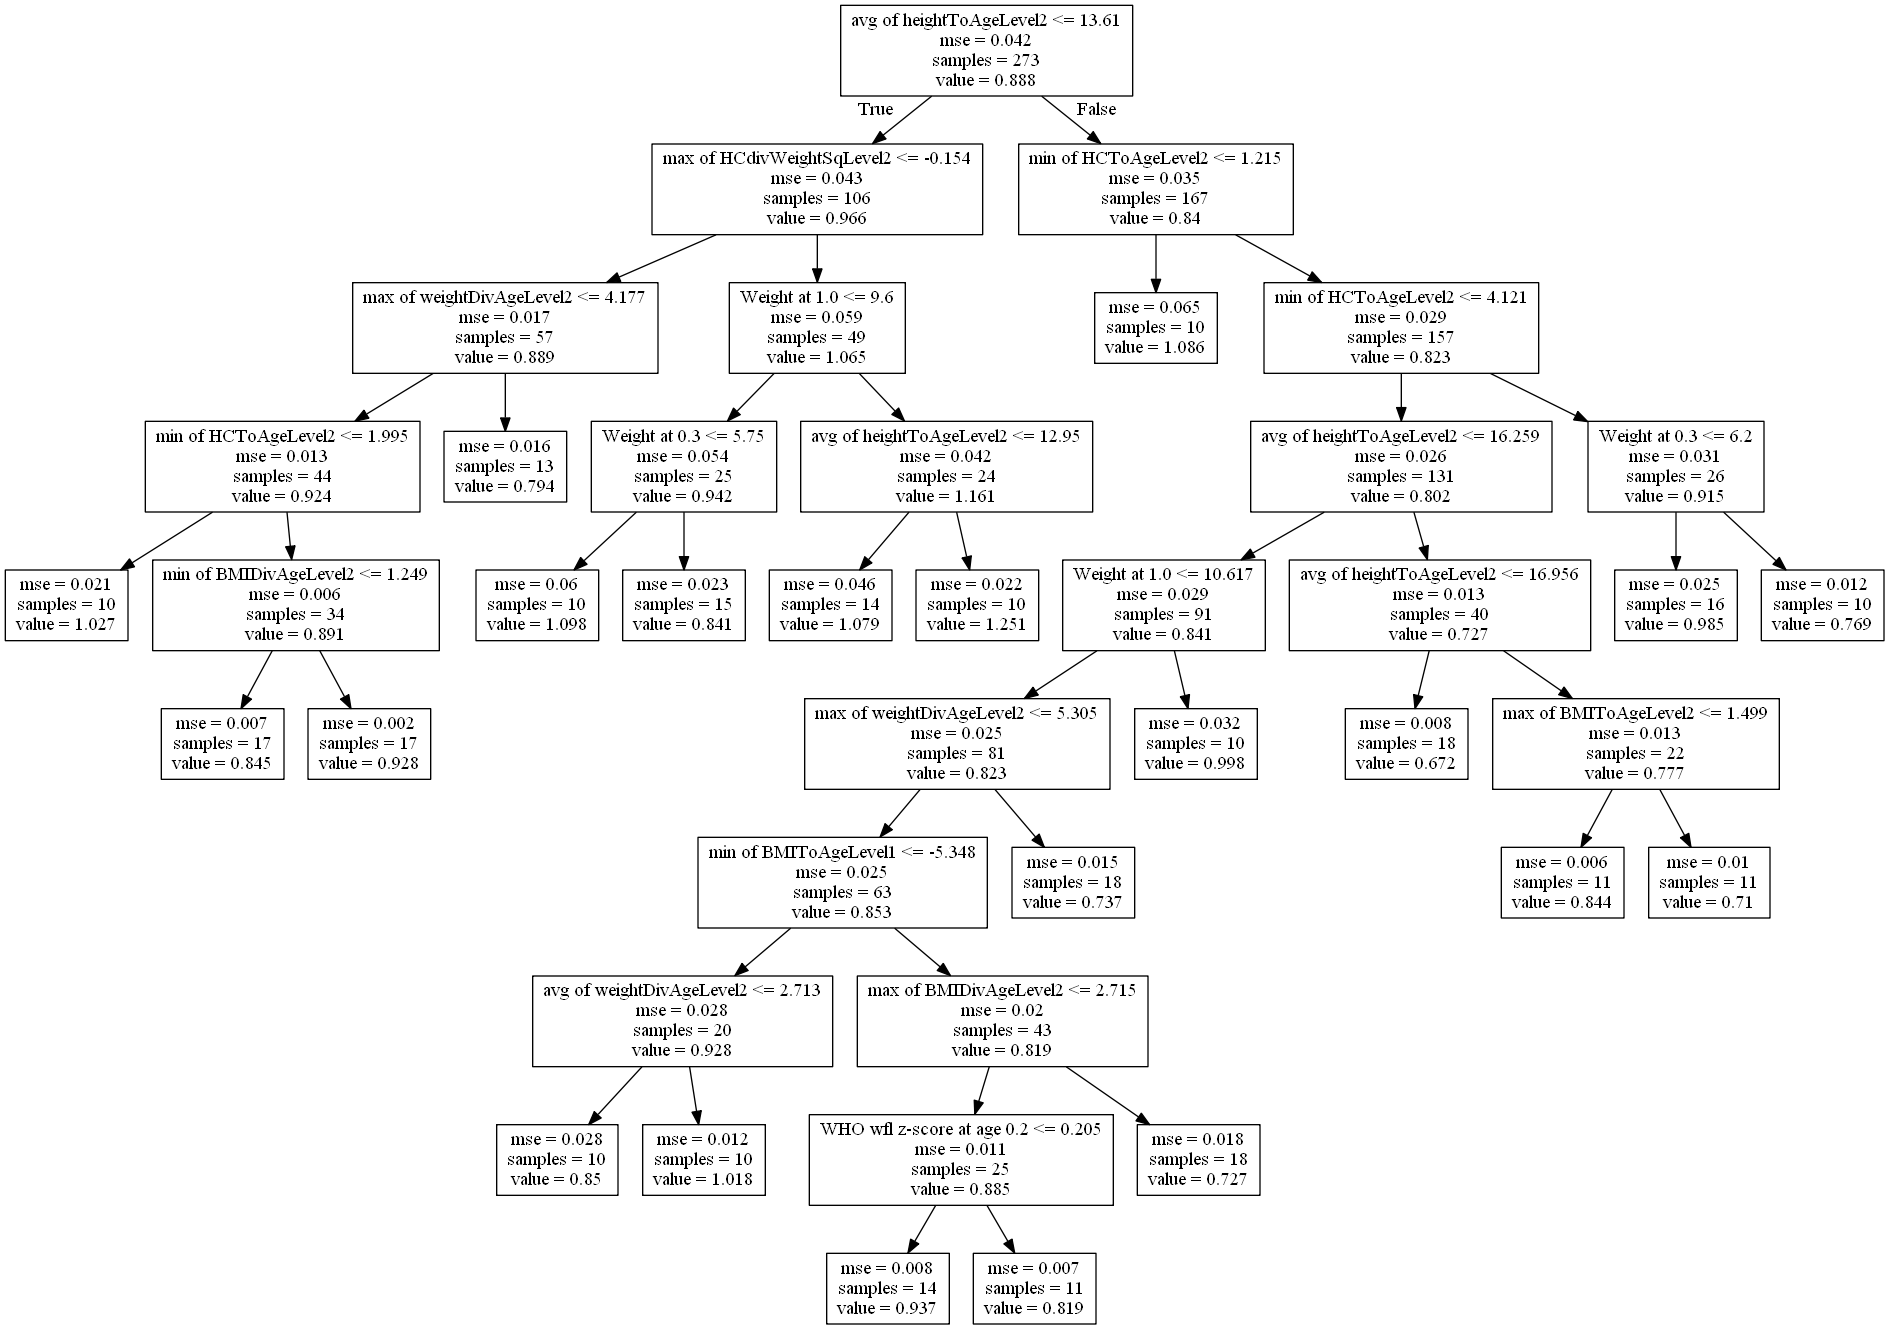 avg of heightToAgeLevel2 <= 13.61
mse = 0.042
samples = 273
value = 0.888
True
False
max of HCdivWeightSqLevel2 <= -0.154
mse = 0.043
samples = 106
value = 0.966
min of HCToAgeLevel2 <= 1.215
mse = 0.035
samples = 167
value = 0.84
max of weightDivAgeLevel2 <= 4.177
mse = 0.017
samples = 57
value = 0.889
Weight at 1.0 <= 9.6
mse = 0.059
samples = 49
value = 1.065
mse = 0.065
samples = 10
value = 1.086
min of HCToAgeLevel2 <= 4.121
mse = 0.029
samples = 157
value = 0.823
min of HCToAgeLevel2 <= 1.995
mse = 0.013
samples = 44
value = 0.924
mse = 0.016
samples = 13
value = 0.794
Weight at 0.3 <= 5.75
mse = 0.054
samples = 25
value = 0.942
avg of heightToAgeLevel2 <= 12.95
mse = 0.042
samples = 24
value = 1.161
avg of heightToAgeLevel2 <= 16.259
mse = 0.026
samples = 131
value = 0.802
Weight at 0.3 <= 6.2
mse = 0.031
samples = 26
value = 0.915
mse = 0.021
samples = 10
value = 1.027
min of BMIDivAgeLevel2 <= 1.249
mse = 0.006
samples = 34
value = 0.891
mse = 0.06
samples = 10
value = 1.098
mse = 0.023
samples = 15
value = 0.841
mse = 0.046
samples = 14
value = 1.079
mse = 0.022
samples = 10
value = 1.251
Weight at 1.0 <= 10.617
mse = 0.029
samples = 91
value = 0.841
avg of heightToAgeLevel2 <= 16.956
mse = 0.013
samples = 40
value = 0.727
mse = 0.025
samples = 16
value = 0.985
mse = 0.012
samples = 10
value = 0.769
mse = 0.007
samples = 17
value = 0.845
mse = 0.002
samples = 17
value = 0.928
max of weightDivAgeLevel2 <= 5.305
mse = 0.025
samples = 81
value = 0.823
mse = 0.032
samples = 10
value = 0.998
mse = 0.008
samples = 18
value = 0.672
max of BMIToAgeLevel2 <= 1.499
mse = 0.013
samples = 22
value = 0.777
min of BMIToAgeLevel1 <= -5.348
mse = 0.025
samples = 63
value = 0.853
mse = 0.015
samples = 18
value = 0.737
mse = 0.006
samples = 11
value = 0.844
mse = 0.01
samples = 11
value = 0.71
avg of weightDivAgeLevel2 <= 2.713
mse = 0.028
samples = 20
value = 0.928
max of BMIDivAgeLevel2 <= 2.715
mse = 0.02
samples = 43
value = 0.819
mse = 0.028
samples = 10
value = 0.85
mse = 0.012
samples = 10
value = 1.018
WHO wfl z-score at age 0.2 <= 0.205
mse = 0.011
samples = 25
value = 0.885
mse = 0.018
samples = 18
value = 0.727
mse = 0.008
samples = 14
value = 0.937
mse = 0.007
samples = 11
value = 0.819